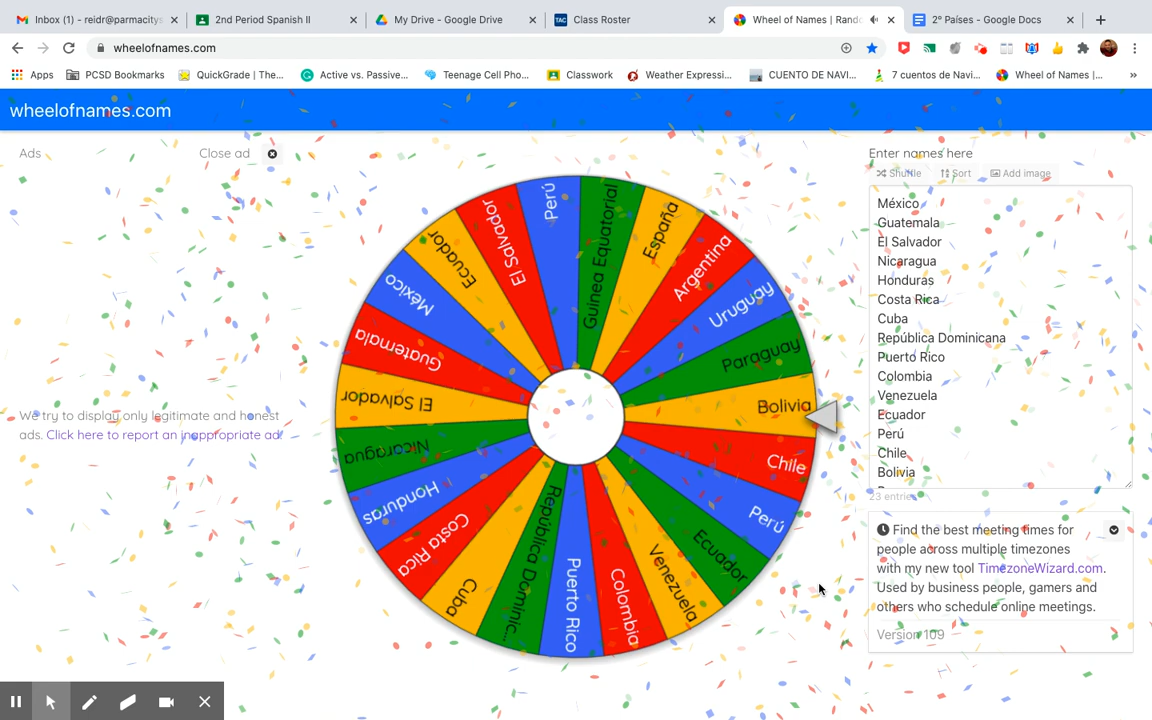 Inbox (1) - reidr@parmacitys
2nd Period Spanish II
My Drive - Google Drive
Class Roster
Wheel of Names | Rand
2º Países - Google Docs
wheelofnames.com
Apps
PCSD Bookmarks
QuickGrade | The...
Active vs. Passive...
Teenage Cell Pho...
Classwork
Weather Expressi...
CUENTO DE NAVI...
7 cuentos de Navi...
Wheel of Names |...
»
wheelofnames.com
Ads
Close ad
We try to display only legitimate and honest
ads. Click here to report an inappropriate ad.
Perú
Guinea Equatorial
España
Argentina
Uruguay
Paraguay
Bolivia
Chile
Perú
Ecuador
Venezuela
Colombia
Puerto Rico
República Dominic...
Cuba
Costa Rica
Honduras
Nicaragua
El Salvador
Guatemala
México
Ecuador
El Salvador
Enter names here
Shuffle
Sort
Add image
México
Guatemala
El Salvador
Nicaragua
Honduras
Costa Rica
Cuba
República Dominicana
Puerto Rico
Colombia
Venezuela
Ecuador
Perú
Chile
Bolivia
23 entries
Find the best meeting times for
people across multiple timezones
with my new tool TimezoneWizard.com.
Used by business people, gamers and
others who schedule online meetings.
Version 109